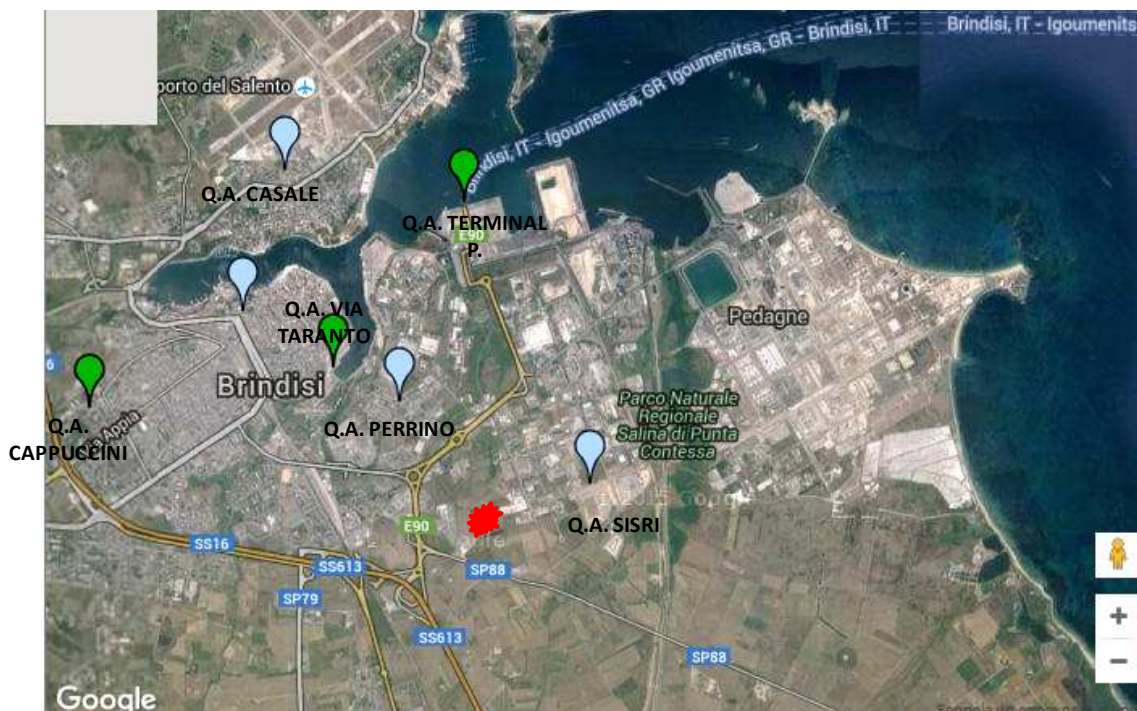 Brindisi, IT - Igoumenitsa, GR
Igoumenitsa, GR - Brindisi, IT
Brindisi, IT - Igoumenits
porto del Salento
Q.A. CASALE
Q.A. TERMINAL
P.
E90
Q.A. VIA
TARANTO
Pedagne
6
Brindisi
Parco Naturale
Regionale
Salina di Punta
Contessa
Q.A.
CAPPUCCINI
Appia
Q.A. PERRINO
Q.A. SISRI
E90
SS16
SS613
SP88
SP79
SS613
SP88
Google
+
−